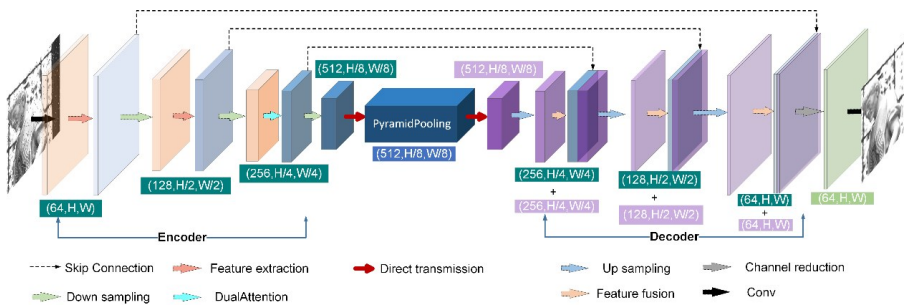 (512,H/8,W/8)
(512,H/8,W/8)
PyramidPooling
(512,H/8,W/8)
(256,H/4,W/4)
(256,H/4,W/4)
+
(256,H/4,W/4)
(128,H/2,W/2)
(128,H/2,W/2)
+
(128,H/2,W/2)
(64,H,W)
(64,H,W)
+
(64,H,W)
(64,H,W)
Encoder
Decoder
Skip Connection
Feature extraction
Direct transmission
Up sampling
Channel reduction
Down sampling
DualAttention
Feature fusion
Conv